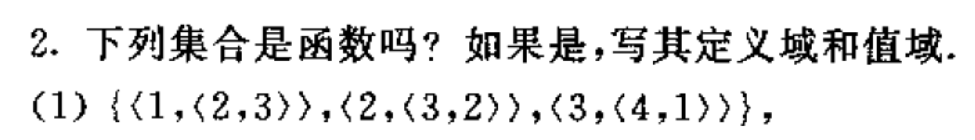 2. 下列集合是函数吗? 如果是,写其定义域和值域.
(1) {⟨1,⟨2,3⟩⟩,⟨2,⟨3,2⟩⟩,⟨3,⟨4,1⟩⟩},